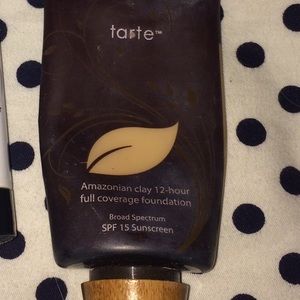 tarte™
Amazonian clay 12-hour
full coverage foundation
Broad Spectrum
SPF 15 Sunscreen